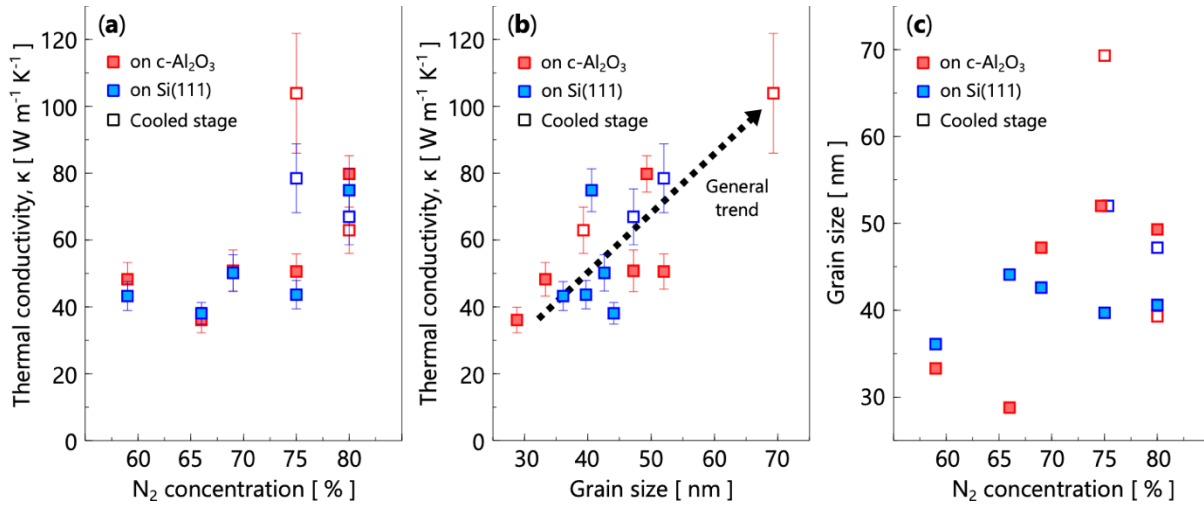 (a)
Thermal conductivity, κ [ W m⁻¹ K⁻¹ ]
120
100
80
60
40
20
0
on c-Al₂O₃
on Si(111)
Cooled stage
60 65 70 75 80
N₂ concentration [ % ]
(b)
Thermal conductivity, κ [ W m⁻¹ K⁻¹ ]
120
100
80
60
40
20
0
on c-Al₂O₃
on Si(111)
Cooled stage
General
trend
30 40 50 60 70
Grain size [ nm ]
(c)
Grain size [ nm ]
70
60
50
40
30
on c-Al₂O₃
on Si(111)
Cooled stage
60 65 70 75 80
N₂ concentration [ % ]